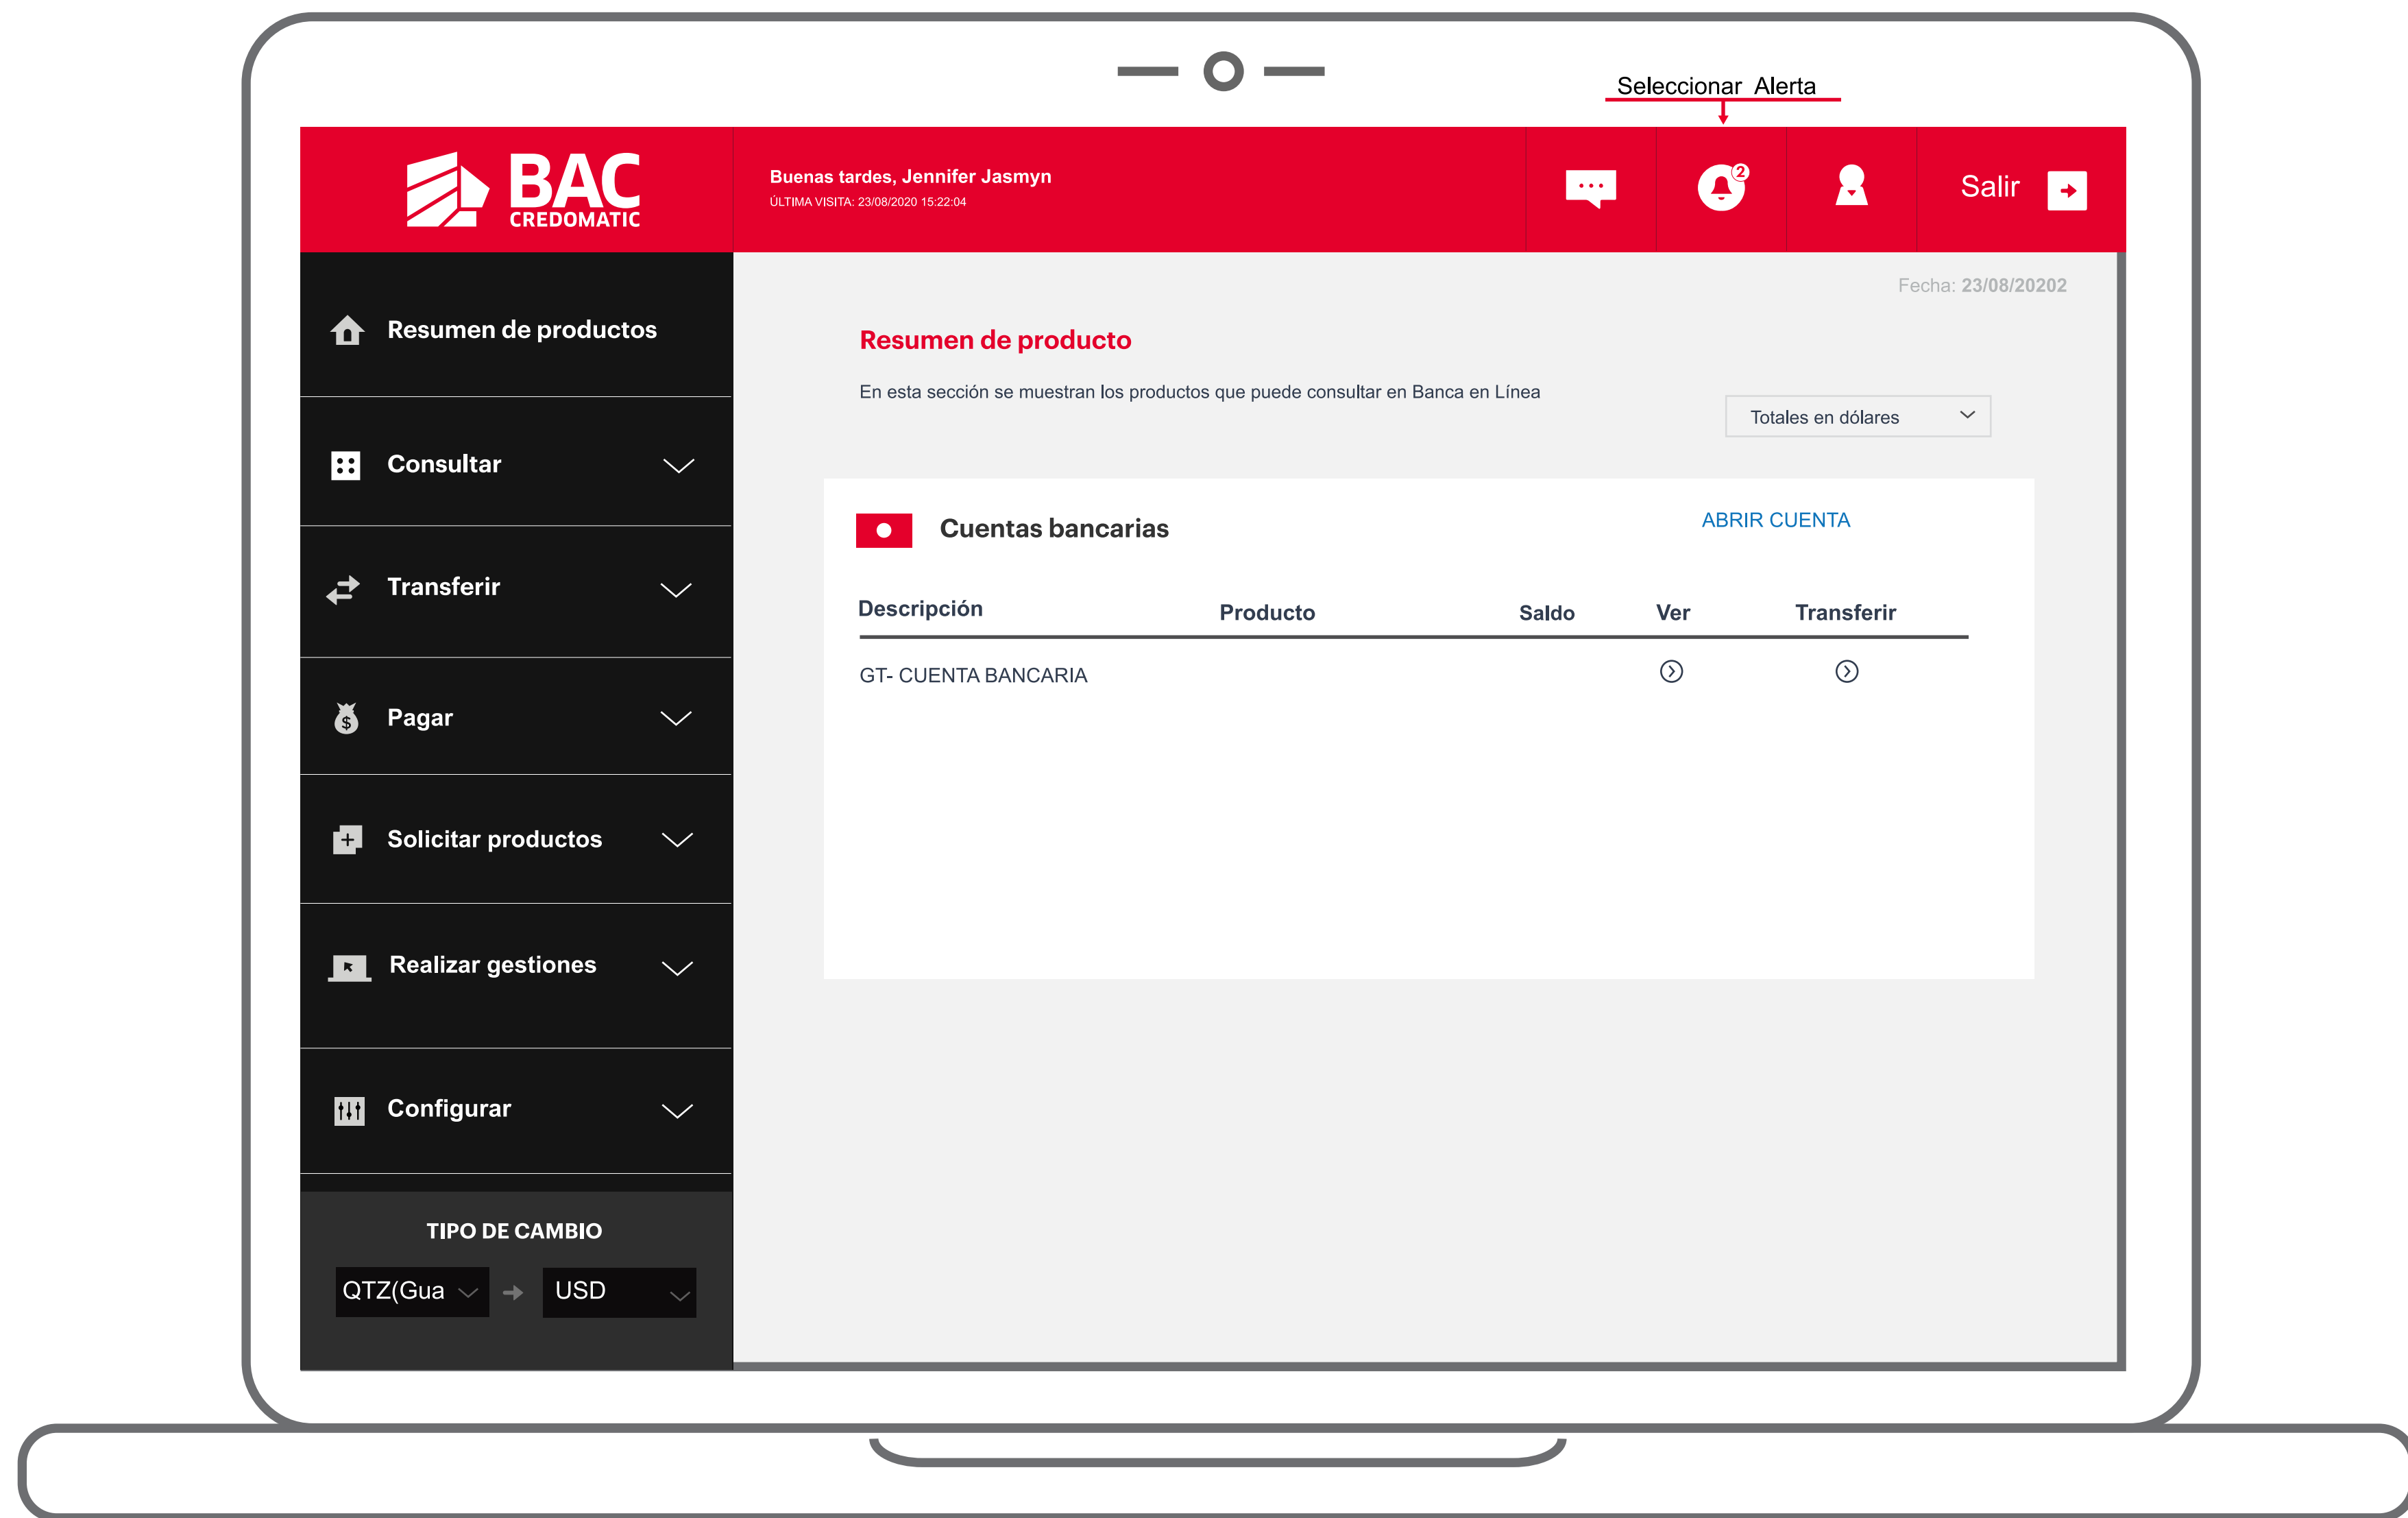 Seleccionar Alerta
BAC
CREDOMATIC
Buenas tardes, Jennifer Jasmyn
ÚLTIMA VISITA: 23/08/2020 15:22:04
2
Salir
Fecha: 23/08/20202
Resumen de productos
Consultar
Transferir
Pagar
$
Solicitar productos
Realizar gestiones
Configurar
TIPO DE CAMBIO
QTZ(Gua
USD
Resumen de producto
En esta sección se muestran los productos que puede consultar en Banca en Línea
Totales en dólares
Cuentas bancarias
ABRIR CUENTA
Descripción Producto Saldo Ver Transferir
GT- CUENTA BANCARIA